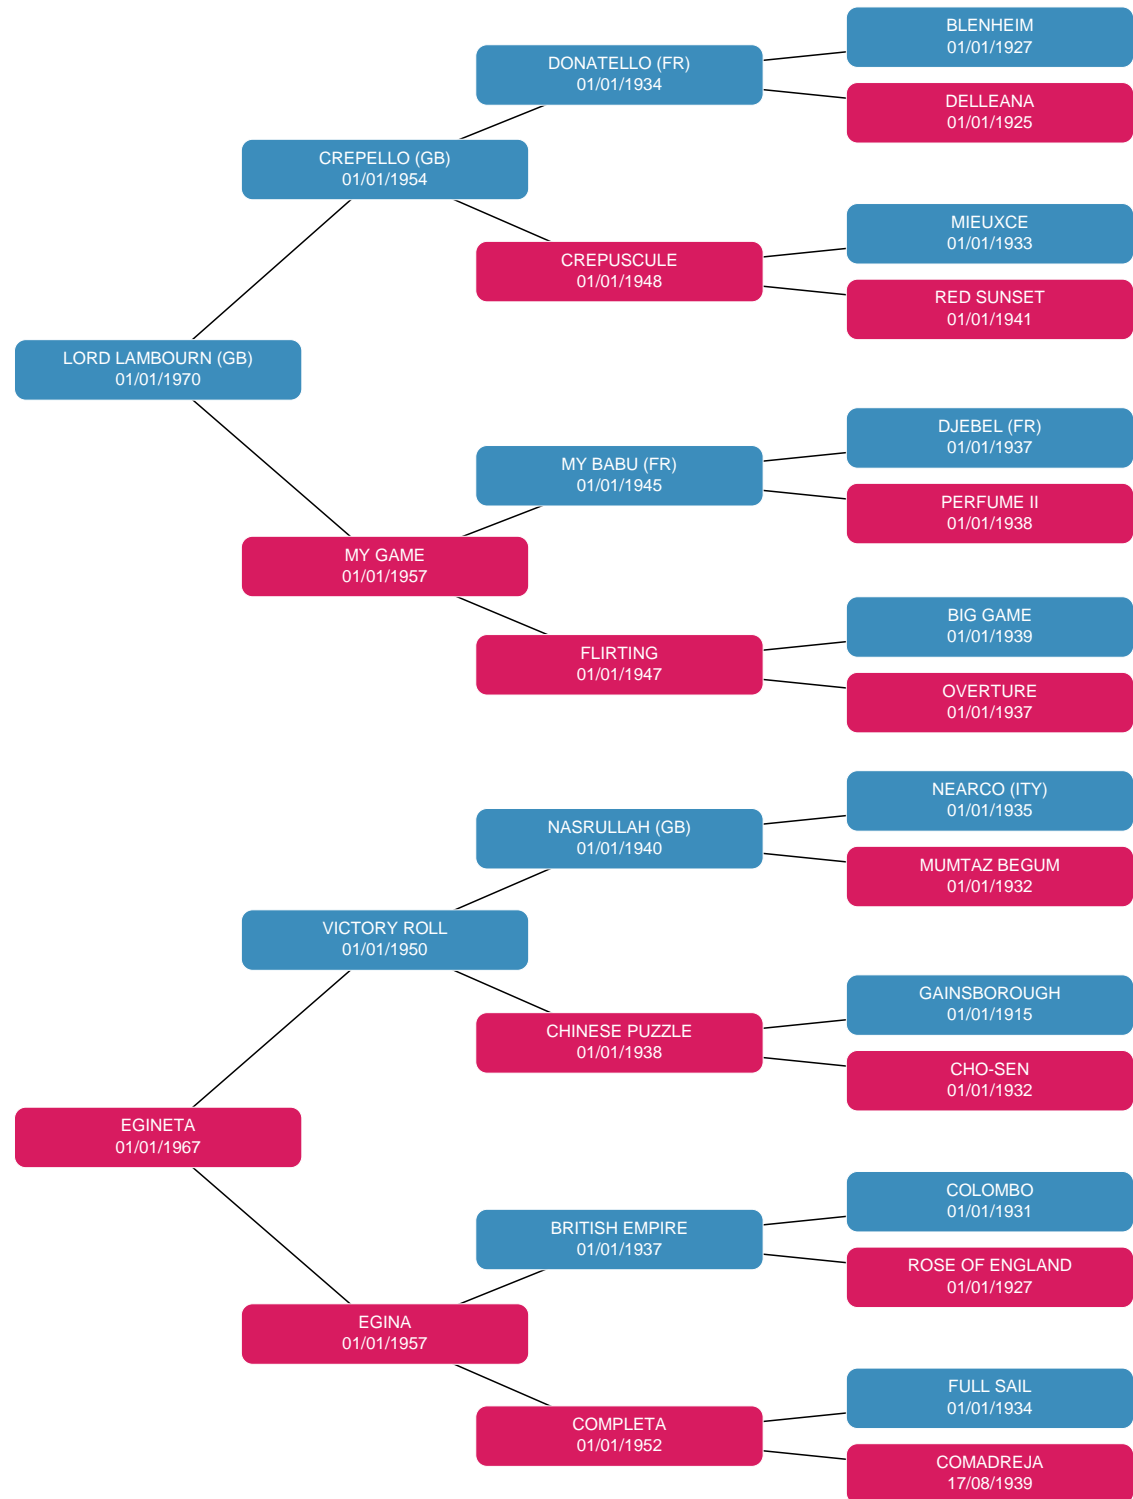 BLENHEIM
01/01/1927
DONATELLO (FR)
01/01/1934
DELLEANA
01/01/1925
CREPELLO (GB)
01/01/1954
MIEUXCE
01/01/1933
CREPUSCULE
01/01/1948
RED SUNSET
01/01/1941
LORD LAMBOURN (GB)
01/01/1970
DJEBEL (FR)
01/01/1937
MY BABU (FR)
01/01/1945
PERFUME II
01/01/1938
MY GAME
01/01/1957
BIG GAME
01/01/1939
FLIRTING
01/01/1947
OVERTURE
01/01/1937
NEARCO (ITY)
01/01/1935
NASRULLAH (GB)
01/01/1940
MUMTAZ BEGUM
01/01/1932
VICTORY ROLL
01/01/1950
GAINSBOROUGH
01/01/1915
CHINESE PUZZLE
01/01/1938
CHO-SEN
01/01/1932
EGINETA
01/01/1967
COLOMBO
01/01/1931
BRITISH EMPIRE
01/01/1937
ROSE OF ENGLAND
01/01/1927
EGINA
01/01/1957
FULL SAIL
01/01/1934
COMPLETA
01/01/1952
COMADREJA
17/08/1939